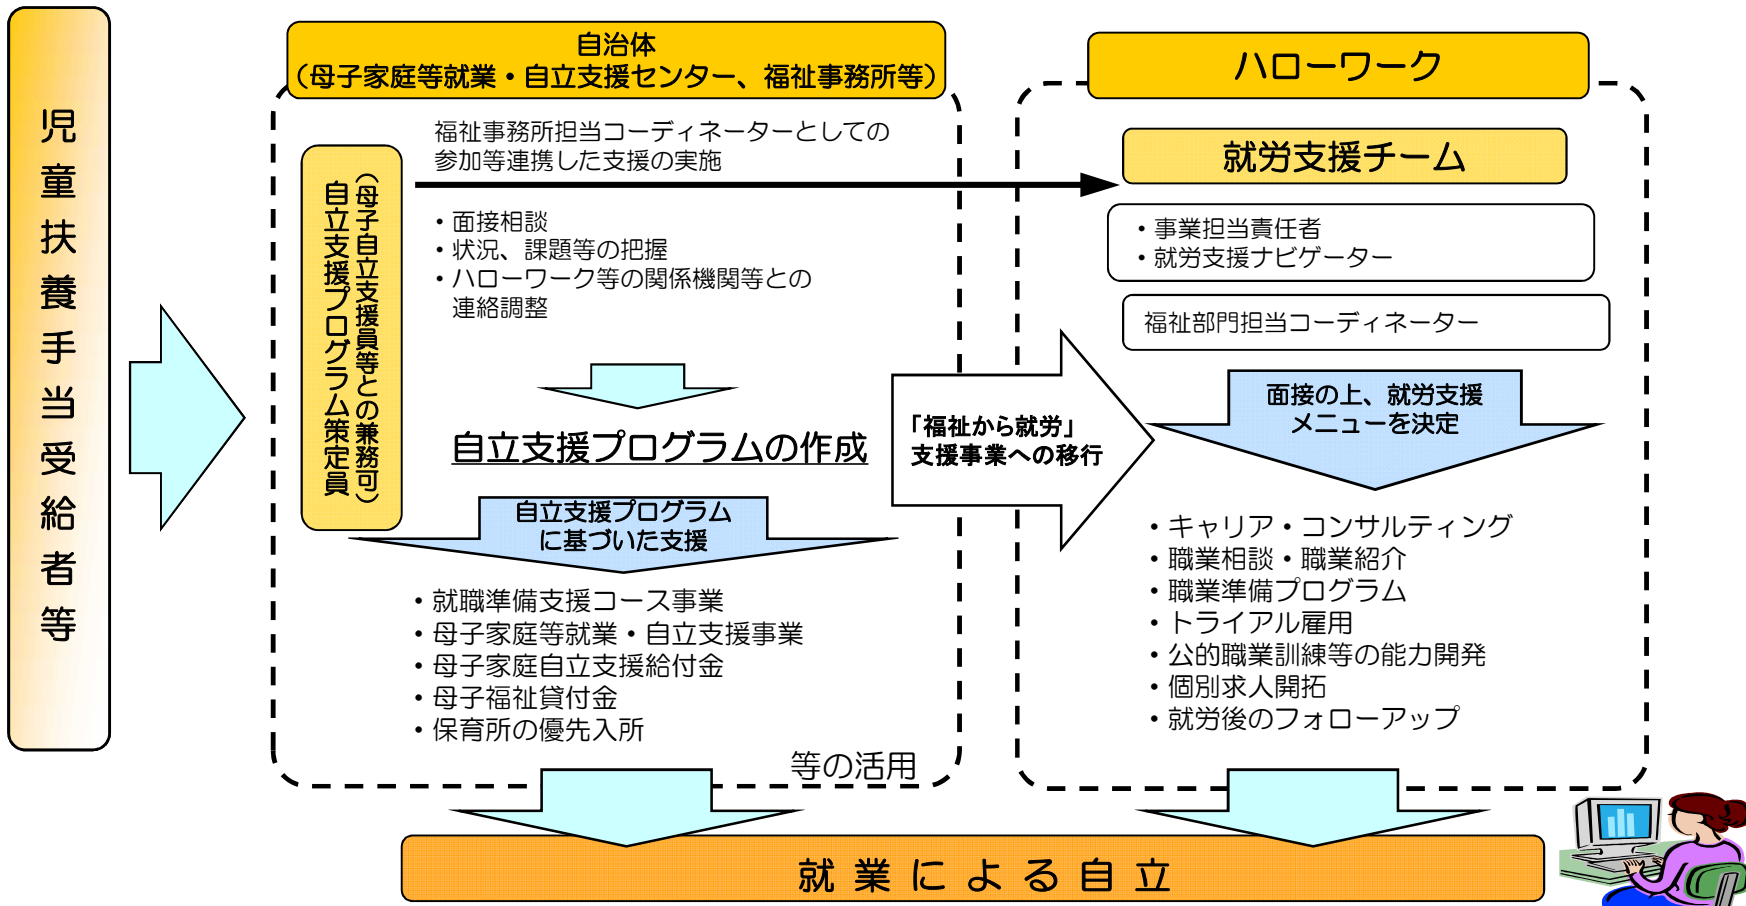 児童扶養手当受給者等
自治体
（母子家庭等就業・自立支援センター、福祉事務所等）
福祉事務所担当コーディネーターとしての
参加等連携した支援の実施
（母子自立支援員等との兼務可）
自立支援プログラム策定員
・面接相談
・状況、課題等の把握
・ハローワーク等の関係機関等との
連絡調整
自立支援プログラムの作成
自立支援プログラム
に基づいた支援
・就職準備支援コース事業
・母子家庭等就業・自立支援事業
・母子家庭自立支援給付金
・母子福祉貸付金
・保育所の優先入所
等の活用
「福祉から就労」
支援事業への移行
ハローワーク
就労支援チーム
・事業担当責任者
・就労支援ナビゲーター
福祉部門担当コーディネーター
面接の上、就労支援
メニューを決定
・キャリア・コンサルティング
・職業相談・職業紹介
・職業準備プログラム
・トライアル雇用
・公的職業訓練等の能力開発
・個別求人開拓
・就労後のフォローアップ
就業による自立